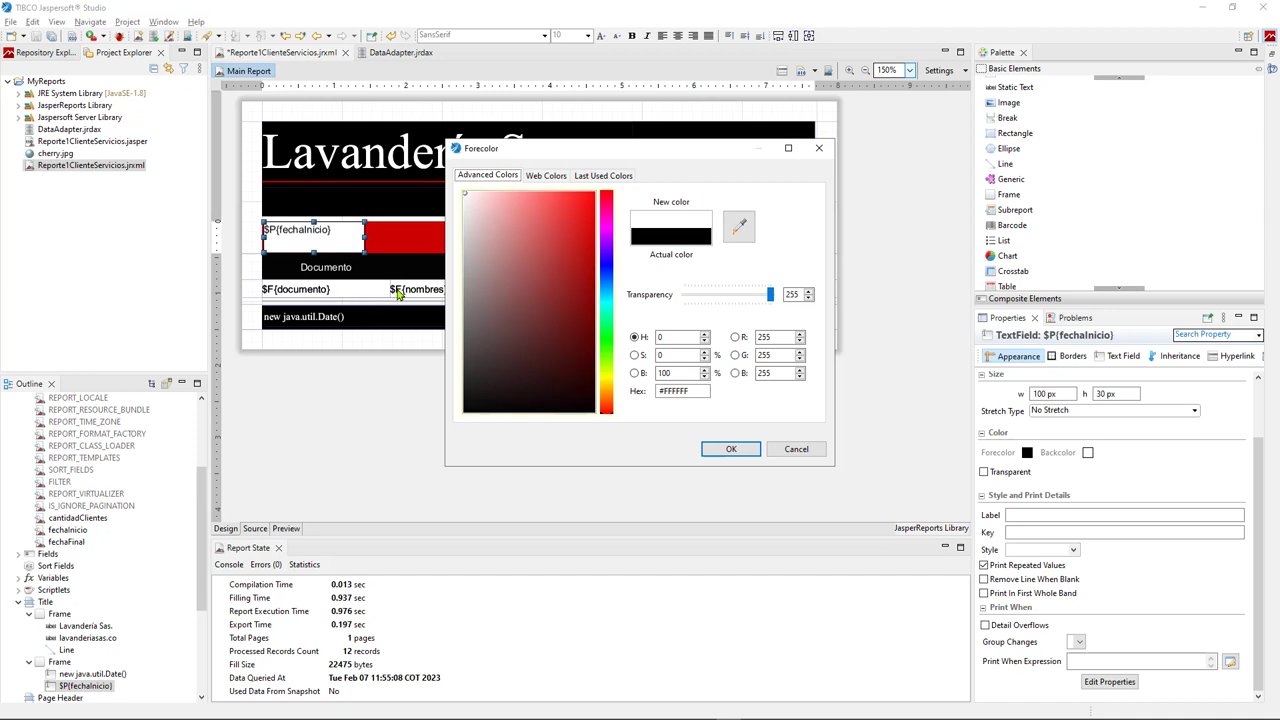 TIBCO Jaspersoft® Studio
File Edit View Navigate Project Window Help
SansSerif 10
Repository Expl... Project Explorer
*Reporte1ClienteServicios.jrxml DataAdapter.jrdax
Palette
Main Report
150% Settings
Basic Elements
MyReports
JRE System Library [JavaSE-1.8]
JasperReports Library
Jaspersoft Server Library
DataAdapter.jrdax
Reporte1ClienteServicios.jasper
cherry.jpg
Reporte1ClienteServicios.jrxml
Static Text
Image
Break
Rectangle
Ellipse
Line
Generic
Frame
Subreport
Barcode
List
Chart
Crosstab
Table
Composite Elements
$P{fechaInicio}
Documento
$F{documento} $F{nombres}
new java.util.Date()
Forecolor
Advanced Colors Web Colors Last Used Colors
New color
Actual color
Transparency 255
H: 0 R: 255
S: 0 % G: 255
B: 100 % B: 255
Hex: #FFFFFF
OK Cancel
Properties Problems
TextField: $P{fechaInicio} Search Property
Appearance Borders Text Field Inheritance Hyperlink
Size
w 100 px h 30 px
Stretch Type No Stretch
Color
Forecolor Backcolor
Transparent
Style and Print Details
Label
Key
Style
Print Repeated Values
Remove Line When Blank
Print In First Whole Band
Print When
Detail Overflows
Group Changes
Print When Expression
Edit Properties
Outline
REPORT_LOCALE
REPORT_RESOURCE_BUNDLE
REPORT_TIME_ZONE
REPORT_FORMAT_FACTORY
REPORT_CLASS_LOADER
REPORT_TEMPLATES
SORT_FIELDS
FILTER
REPORT_VIRTUALIZER
IS_IGNORE_PAGINATION
cantidadClientes
fechaInicio
fechaFinal
Fields
Sort Fields
Variables
Scriptlets
Title
Frame
Lavandería Sas.
lavanderiasas.co
Line
Frame
new java.util.Date()
$P{fechaInicio}
Page Header
Design Source Preview
JasperReports Library
Report State
Console Errors (0) Statistics
Compilation Time 0.013 sec
Filling Time 0.937 sec
Report Execution Time 0.976 sec
Export Time 0.197 sec
Total Pages 1 pages
Processed Records Count 12 records
Fill Size 22475 bytes
Data Queried At Tue Feb 07 11:55:08 COT 2023
Used Data From Snapshot No